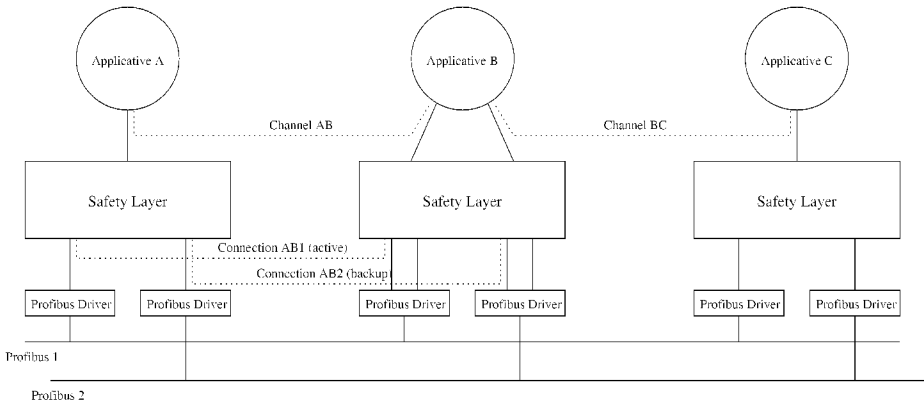 Applicative A
Applicative B
Applicative C
Channel AB
Channel BC
Safety Layer
Safety Layer
Safety Layer
Connection AB1 (active)
Connection AB2 (backup)
Profibus Driver
Profibus Driver
Profibus Driver
Profibus Driver
Profibus Driver
Profibus Driver
Profibus 1
Profibus 2